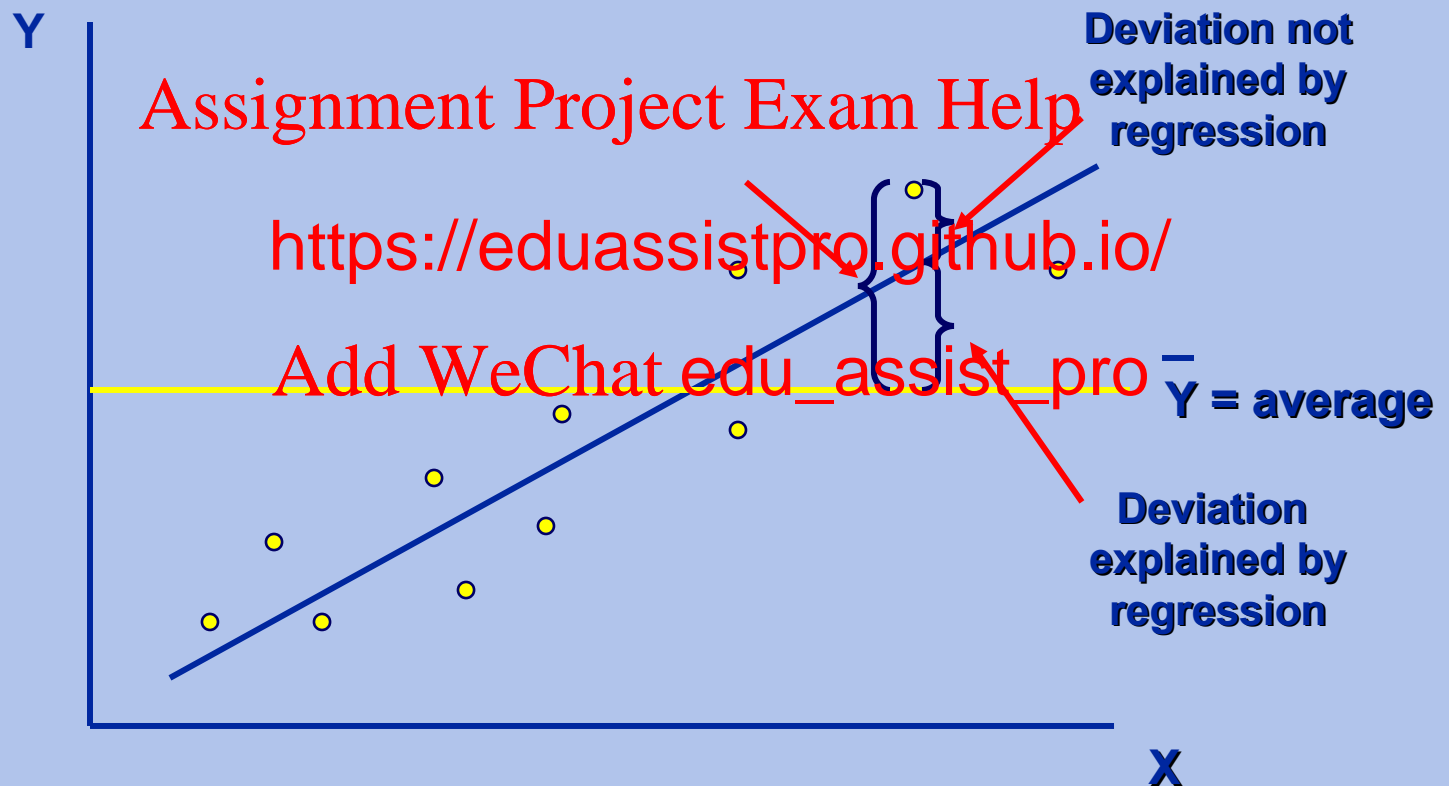 Y
Deviation not
explained by
regression
Assignment Project Exam Help
https://eduassistpro.github.io/
Add WeChat edu_assist_pro
Y = average
Deviation
explained by
regression
X